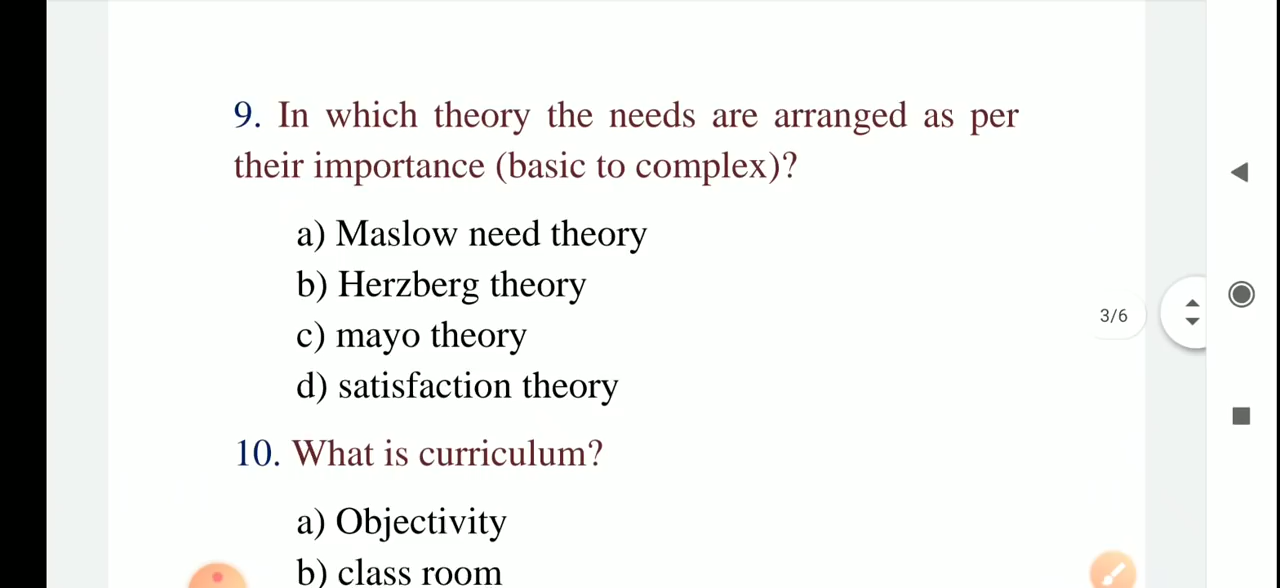 9. In which theory the needs are arranged as per
their importance (basic to complex)?
a) Maslow need theory
b) Herzberg theory
c) mayo theory
d) satisfaction theory
3/6
10. What is curriculum?
a) Objectivity
b) class room